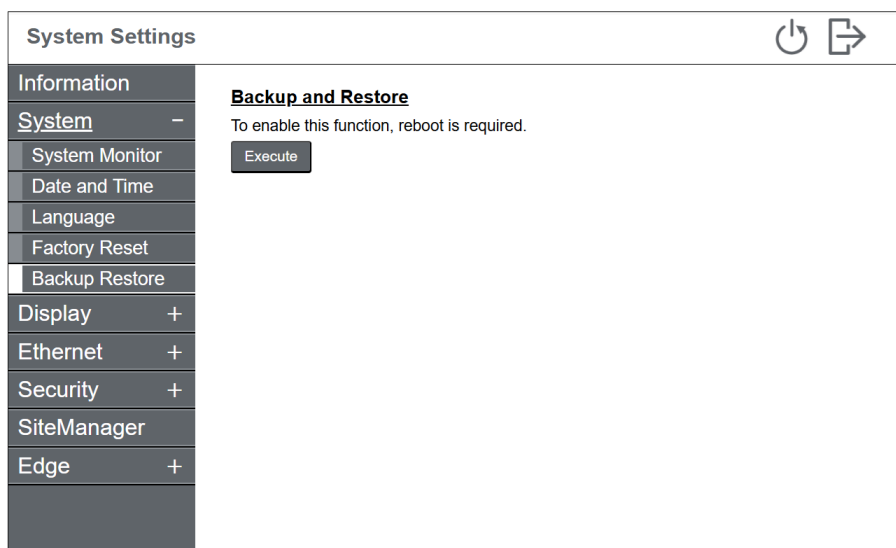 System Settings
Information
System −
System Monitor
Date and Time
Language
Factory Reset
Backup Restore
Display +
Ethernet +
Security +
SiteManager
Edge +
Backup and Restore
To enable this function, reboot is required.
Execute